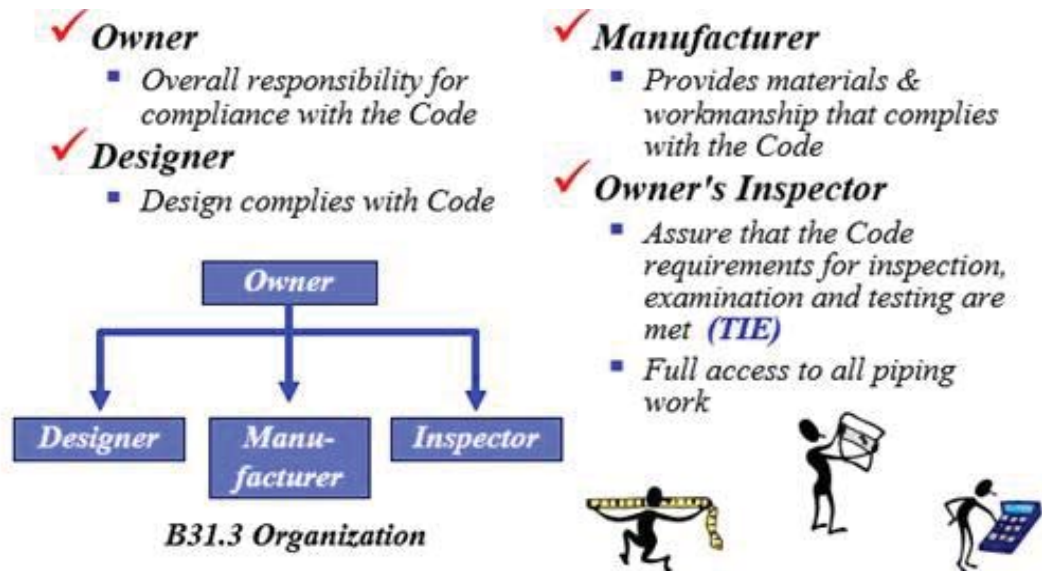 Owner
Overall responsibility for
compliance with the Code
Designer
Design complies with Code
Owner
Designer
Manu-
facturer
Inspector
B31.3 Organization
Manufacturer
Provides materials &
workmanship that complies
with the Code
Owner's Inspector
Assure that the Code
requirements for inspection,
examination and testing are
met (TIE)
Full access to all piping
work